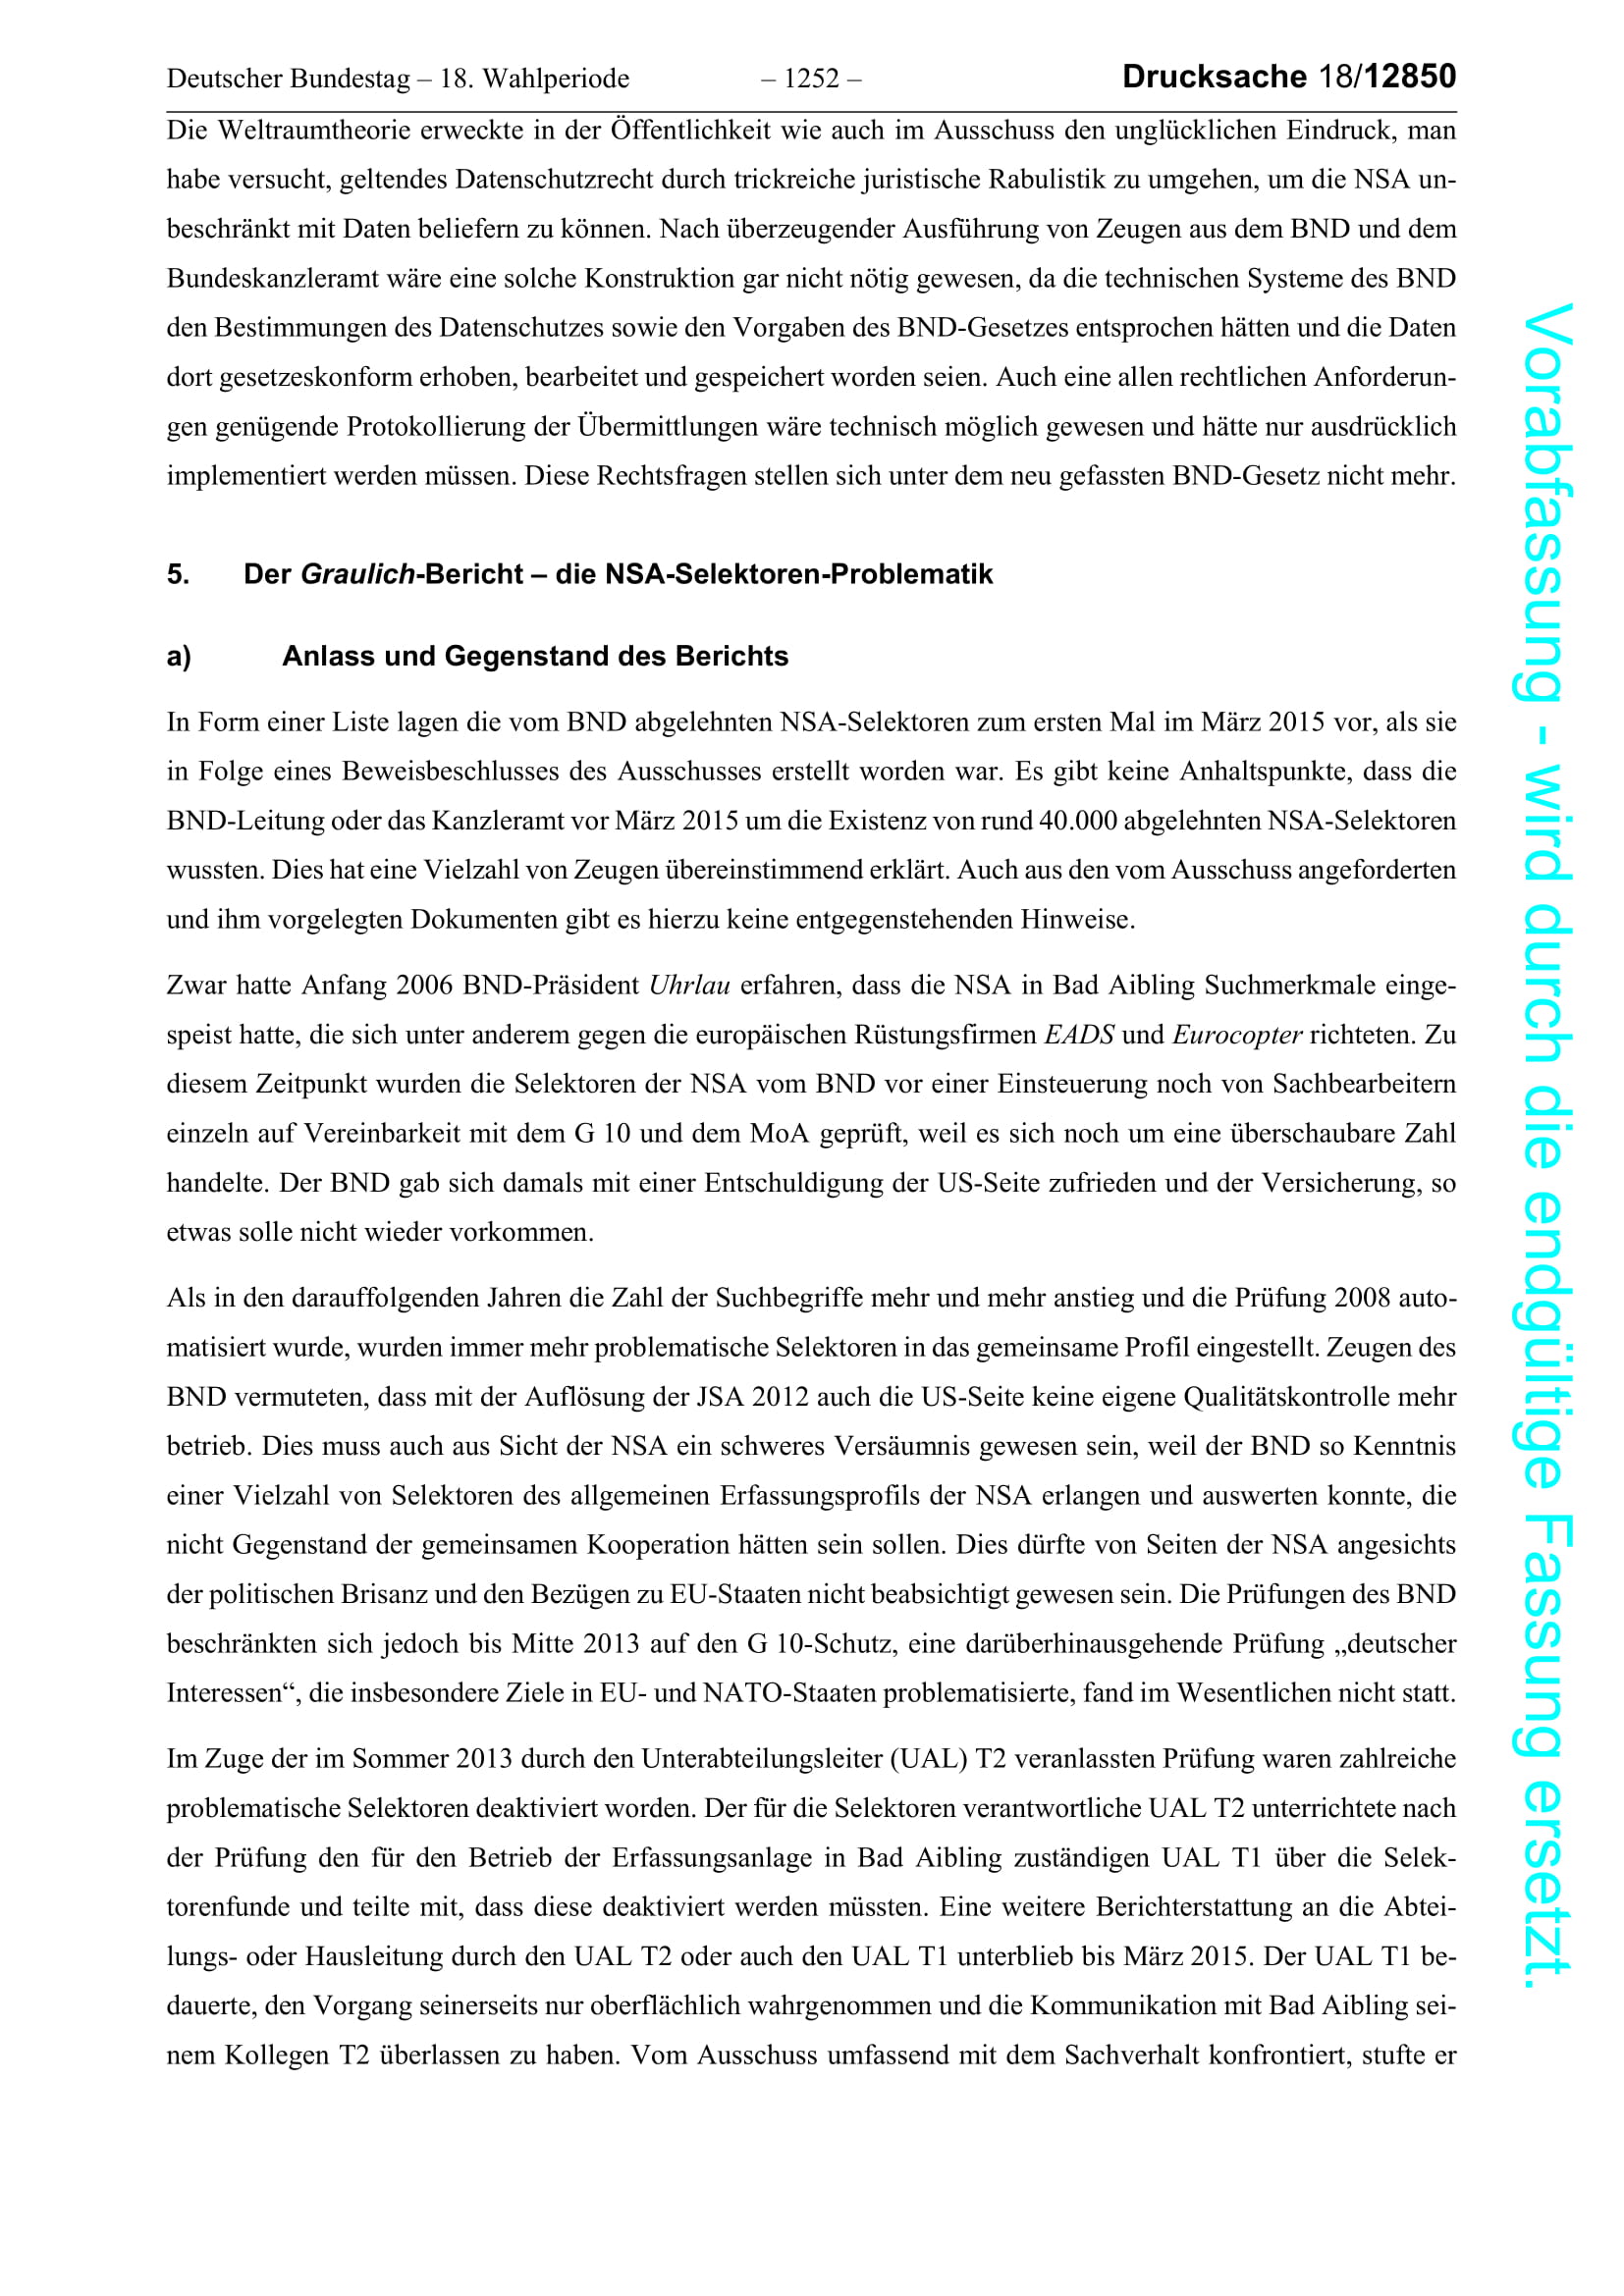 Deutscher Bundestag – 18. Wahlperiode – 1252 – Drucksache 18/12850
Die Weltraumtheorie erweckte in der Öffentlichkeit wie auch im Ausschuss den unglücklichen Eindruck, man
habe versucht, geltendes Datenschutzrecht durch trickreiche juristische Rabulistik zu umgehen, um die NSA un-
beschränkt mit Daten beliefern zu können. Nach überzeugender Ausführung von Zeugen aus dem BND und dem
Bundeskanzleramt wäre eine solche Konstruktion gar nicht nötig gewesen, da die technischen Systeme des BND
den Bestimmungen des Datenschutzes sowie den Vorgaben des BND-Gesetzes entsprochen hätten und die Daten
dort gesetzeskonform erhoben, bearbeitet und gespeichert worden seien. Auch eine allen rechtlichen Anforderun-
gen genügende Protokollierung der Übermittlungen wäre technisch möglich gewesen und hätte nur ausdrücklich
implementiert werden müssen. Diese Rechtsfragen stellen sich unter dem neu gefassten BND-Gesetz nicht mehr.
5. Der Graulich-Bericht – die NSA-Selektoren-Problematik
a) Anlass und Gegenstand des Berichts
In Form einer Liste lagen die vom BND abgelehnten NSA-Selektoren zum ersten Mal im März 2015 vor, als sie
in Folge eines Beweisbeschlusses des Ausschusses erstellt worden war. Es gibt keine Anhaltspunkte, dass die
BND-Leitung oder das Kanzleramt vor März 2015 um die Existenz von rund 40.000 abgelehnten NSA-Selektoren
wussten. Dies hat eine Vielzahl von Zeugen übereinstimmend erklärt. Auch aus den vom Ausschuss angeforderten
und ihm vorgelegten Dokumenten gibt es hierzu keine entgegenstehenden Hinweise.
Zwar hatte Anfang 2006 BND-Präsident Uhrlau erfahren, dass die NSA in Bad Aibling Suchmerkmale einge-
speist hatte, die sich unter anderem gegen die europäischen Rüstungsfirmen EADS und Eurocopter richteten. Zu
diesem Zeitpunkt wurden die Selektoren der NSA vom BND vor einer Einsteuerung noch von Sachbearbeitern
einzeln auf Vereinbarkeit mit dem G 10 und dem MoA geprüft, weil es sich noch um eine überschaubare Zahl
handelte. Der BND gab sich damals mit einer Entschuldigung der US-Seite zufrieden und der Versicherung, so
etwas solle nicht wieder vorkommen.
Als in den darauffolgenden Jahren die Zahl der Suchbegriffe mehr und mehr anstieg und die Prüfung 2008 auto-
matisiert wurde, wurden immer mehr problematische Selektoren in das gemeinsame Profil eingestellt. Zeugen des
BND vermuteten, dass mit der Auflösung der JSA 2012 auch die US-Seite keine eigene Qualitätskontrolle mehr
betrieb. Dies muss auch aus Sicht der NSA ein schweres Versäumnis gewesen sein, weil der BND so Kenntnis
einer Vielzahl von Selektoren des allgemeinen Erfassungsprofils der NSA erlangen und auswerten konnte, die
nicht Gegenstand der gemeinsamen Kooperation hätten sein sollen. Dies dürfte von Seiten der NSA angesichts
der politischen Brisanz und den Bezügen zu EU-Staaten nicht beabsichtigt gewesen sein. Die Prüfungen des BND
beschränkten sich jedoch bis Mitte 2013 auf den G 10-Schutz, eine darüberhinausgehende Prüfung „deutscher
Interessen“, die insbesondere Ziele in EU- und NATO-Staaten problematisierte, fand im Wesentlichen nicht statt.
Im Zuge der im Sommer 2013 durch den Unterabteilungsleiter (UAL) T2 veranlassten Prüfung waren zahlreiche
problematische Selektoren deaktiviert worden. Der für die Selektoren verantwortliche UAL T2 unterrichtete nach
der Prüfung den für den Betrieb der Erfassungsanlage in Bad Aibling zuständigen UAL T1 über die Selek-
torenfunde und teilte mit, dass diese deaktiviert werden müssten. Eine weitere Berichterstattung an die Abtei-
lungs- oder Hausleitung durch den UAL T2 oder auch den UAL T1 unterblieb bis März 2015. Der UAL T1 be-
dauerte, den Vorgang seinerseits nur oberflächlich wahrgenommen und die Kommunikation mit Bad Aibling sei-
nem Kollegen T2 überlassen zu haben. Vom Ausschuss umfassend mit dem Sachverhalt konfrontiert, stufte er
Vorabfassung - wird durch die endgültige Fassung ersetzt.